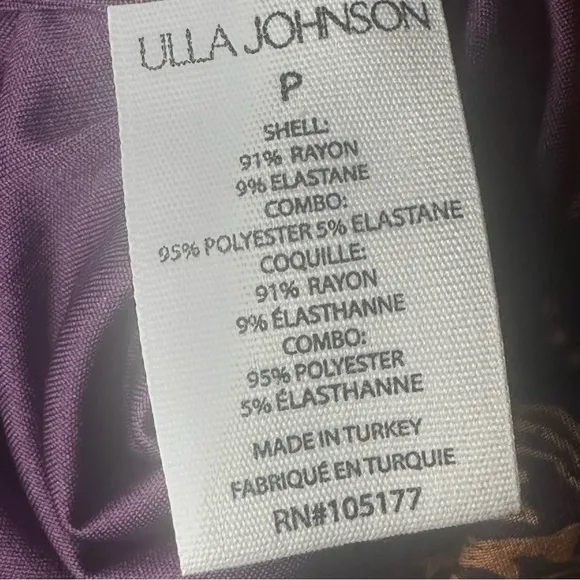 ULLA JOHNSON
P
SHELL:
91% RAYON
9% ELASTANE
COMBO:
95% POLYESTER 5% ELASTANE
COQUILLE:
91% RAYON
9% ÉLASTHANNE
COMBO:
95% POLYESTER
5% ÉLASTHANNE
MADE IN TURKEY
FABRIQUÉ EN TURQUIE
RN#105177